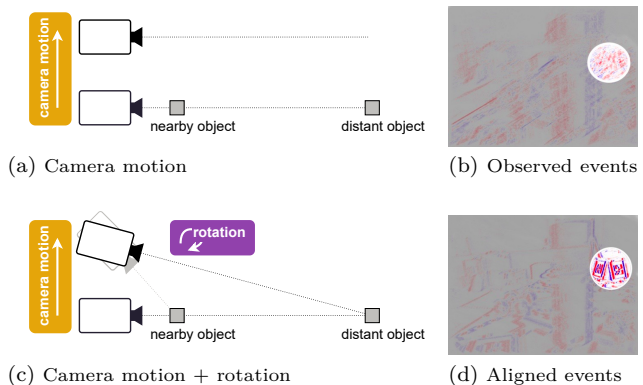 camera motion
nearby object
distant object
(a) Camera motion
(b) Observed events
camera motion
rotation
nearby object
distant object
(c) Camera motion + rotation
(d) Aligned events